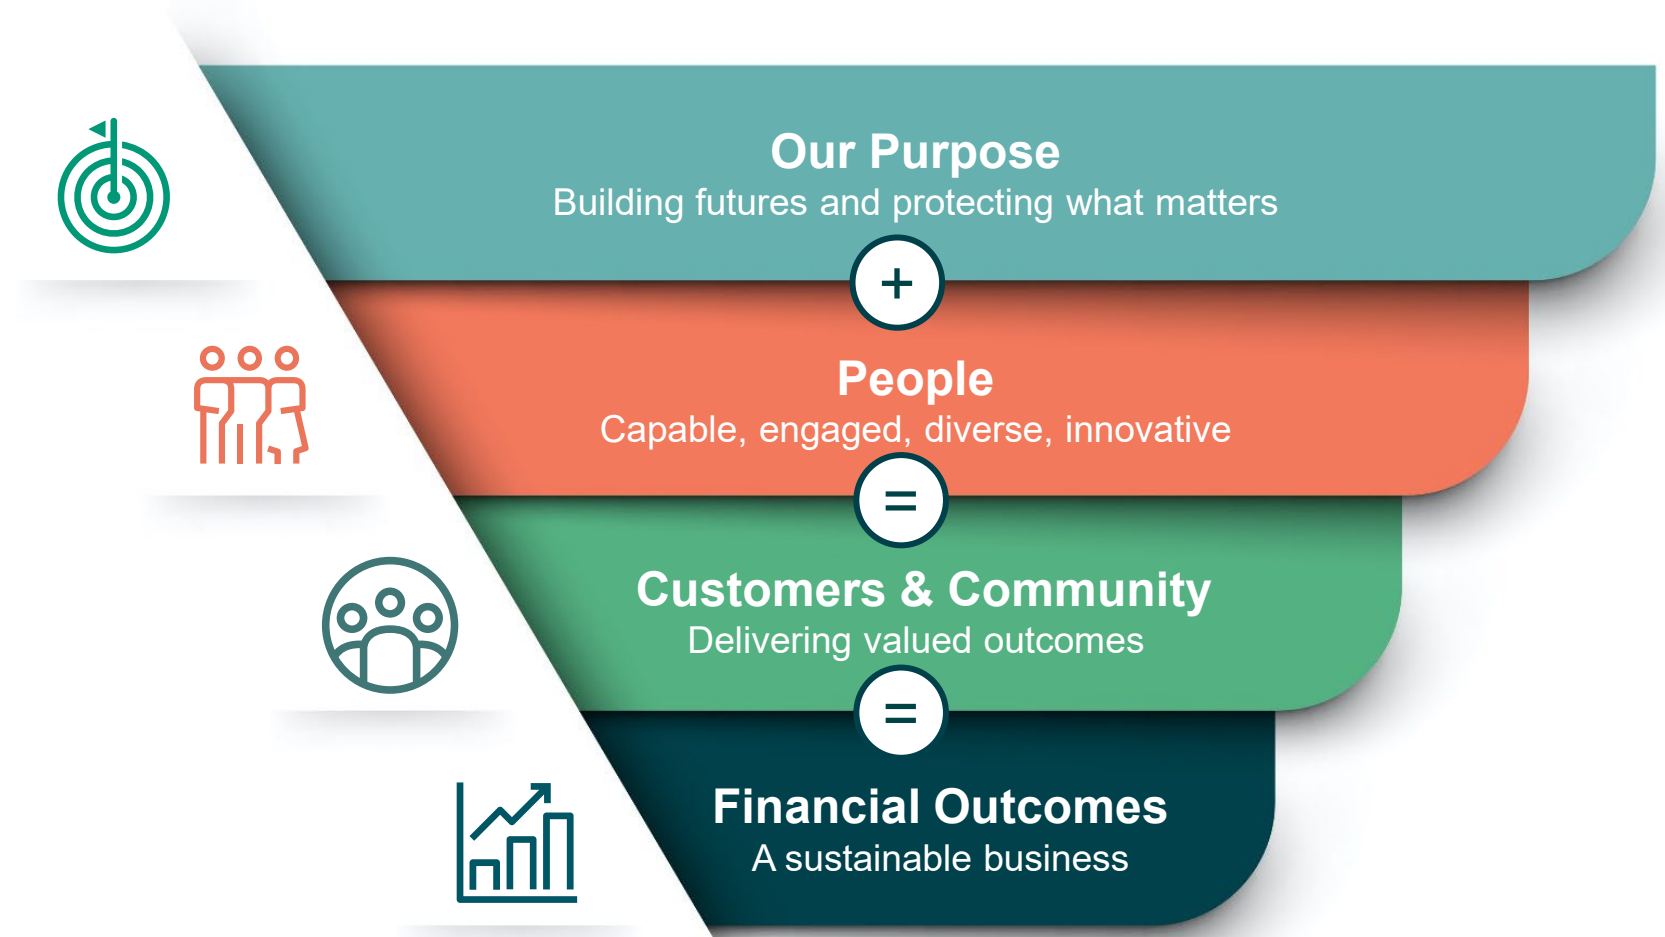 Our Purpose
Building futures and protecting what matters
+
People
Capable, engaged, diverse, innovative
=
Customers & Community
Delivering valued outcomes
=
Financial Outcomes
A sustainable business